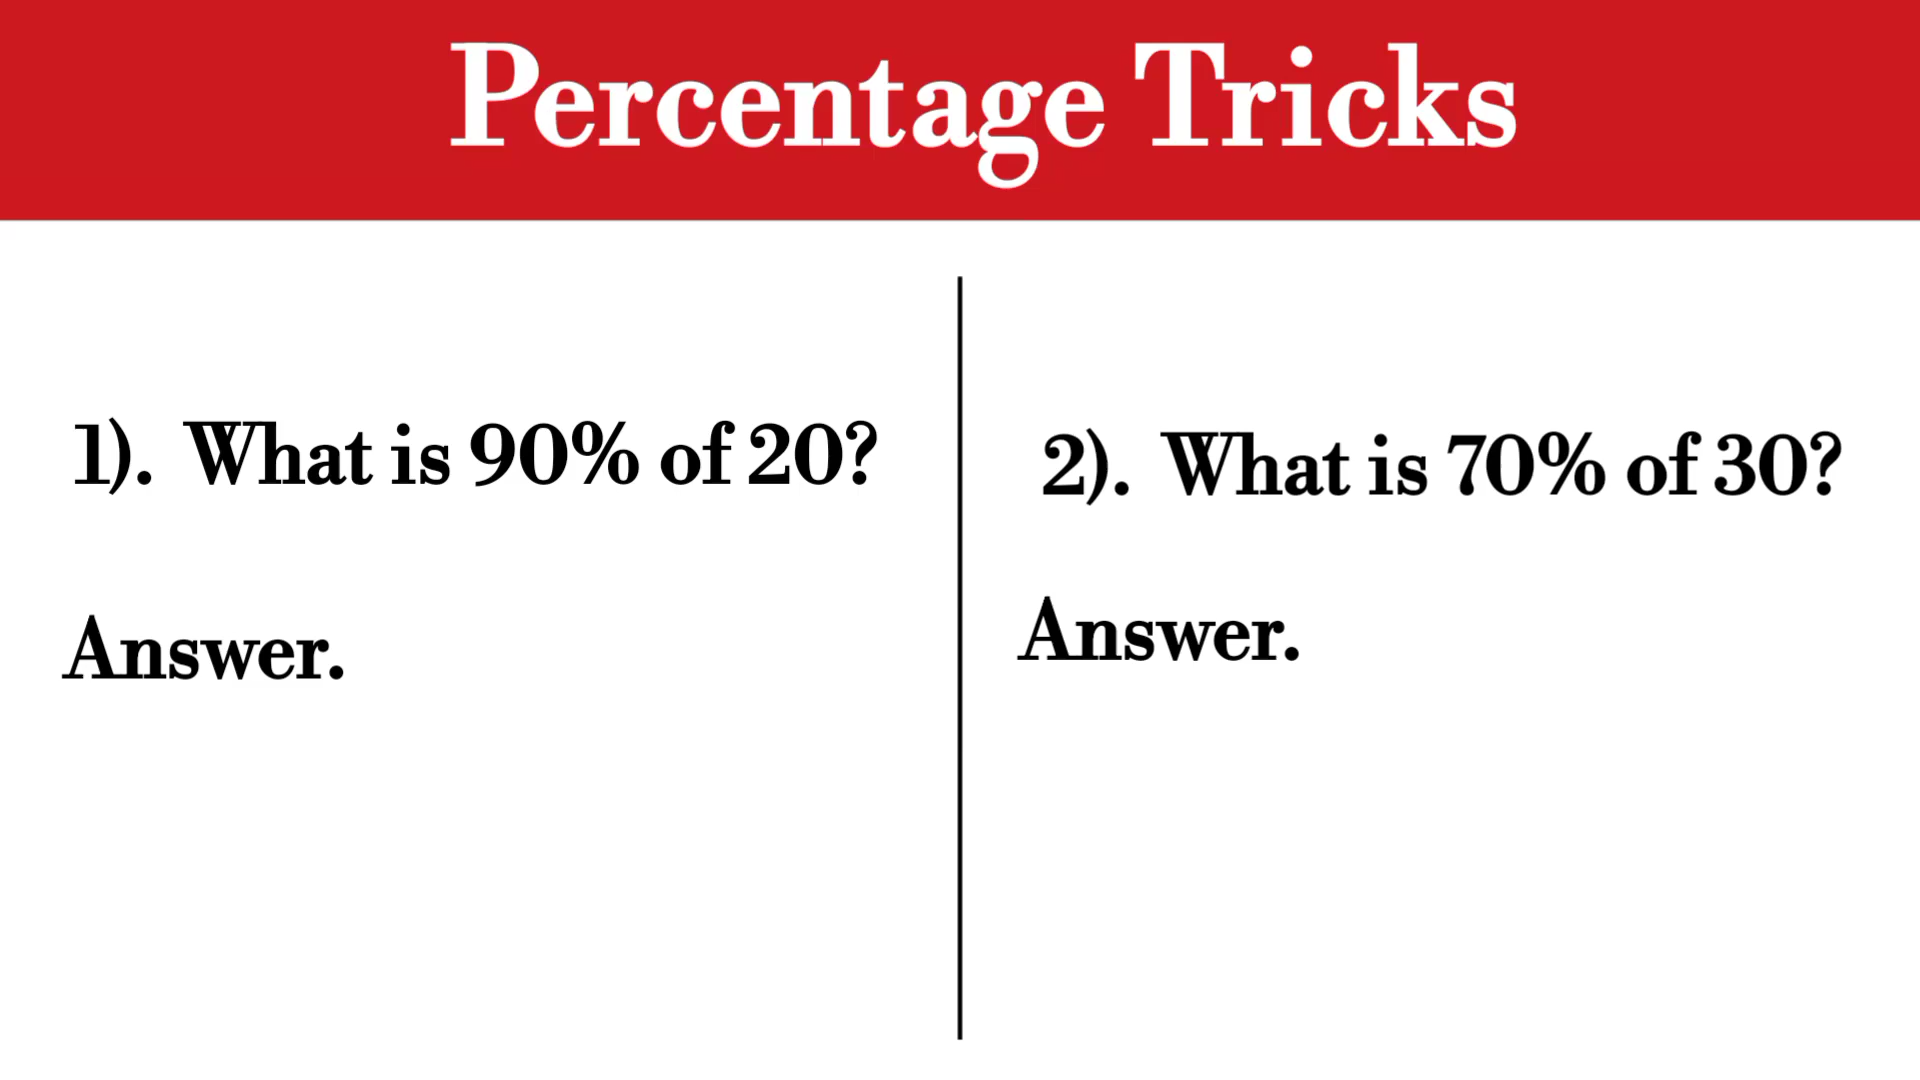 Percentage Tricks
1). What is 90% of 20?
Answer.
2). What is 70% of 30?
Answer.